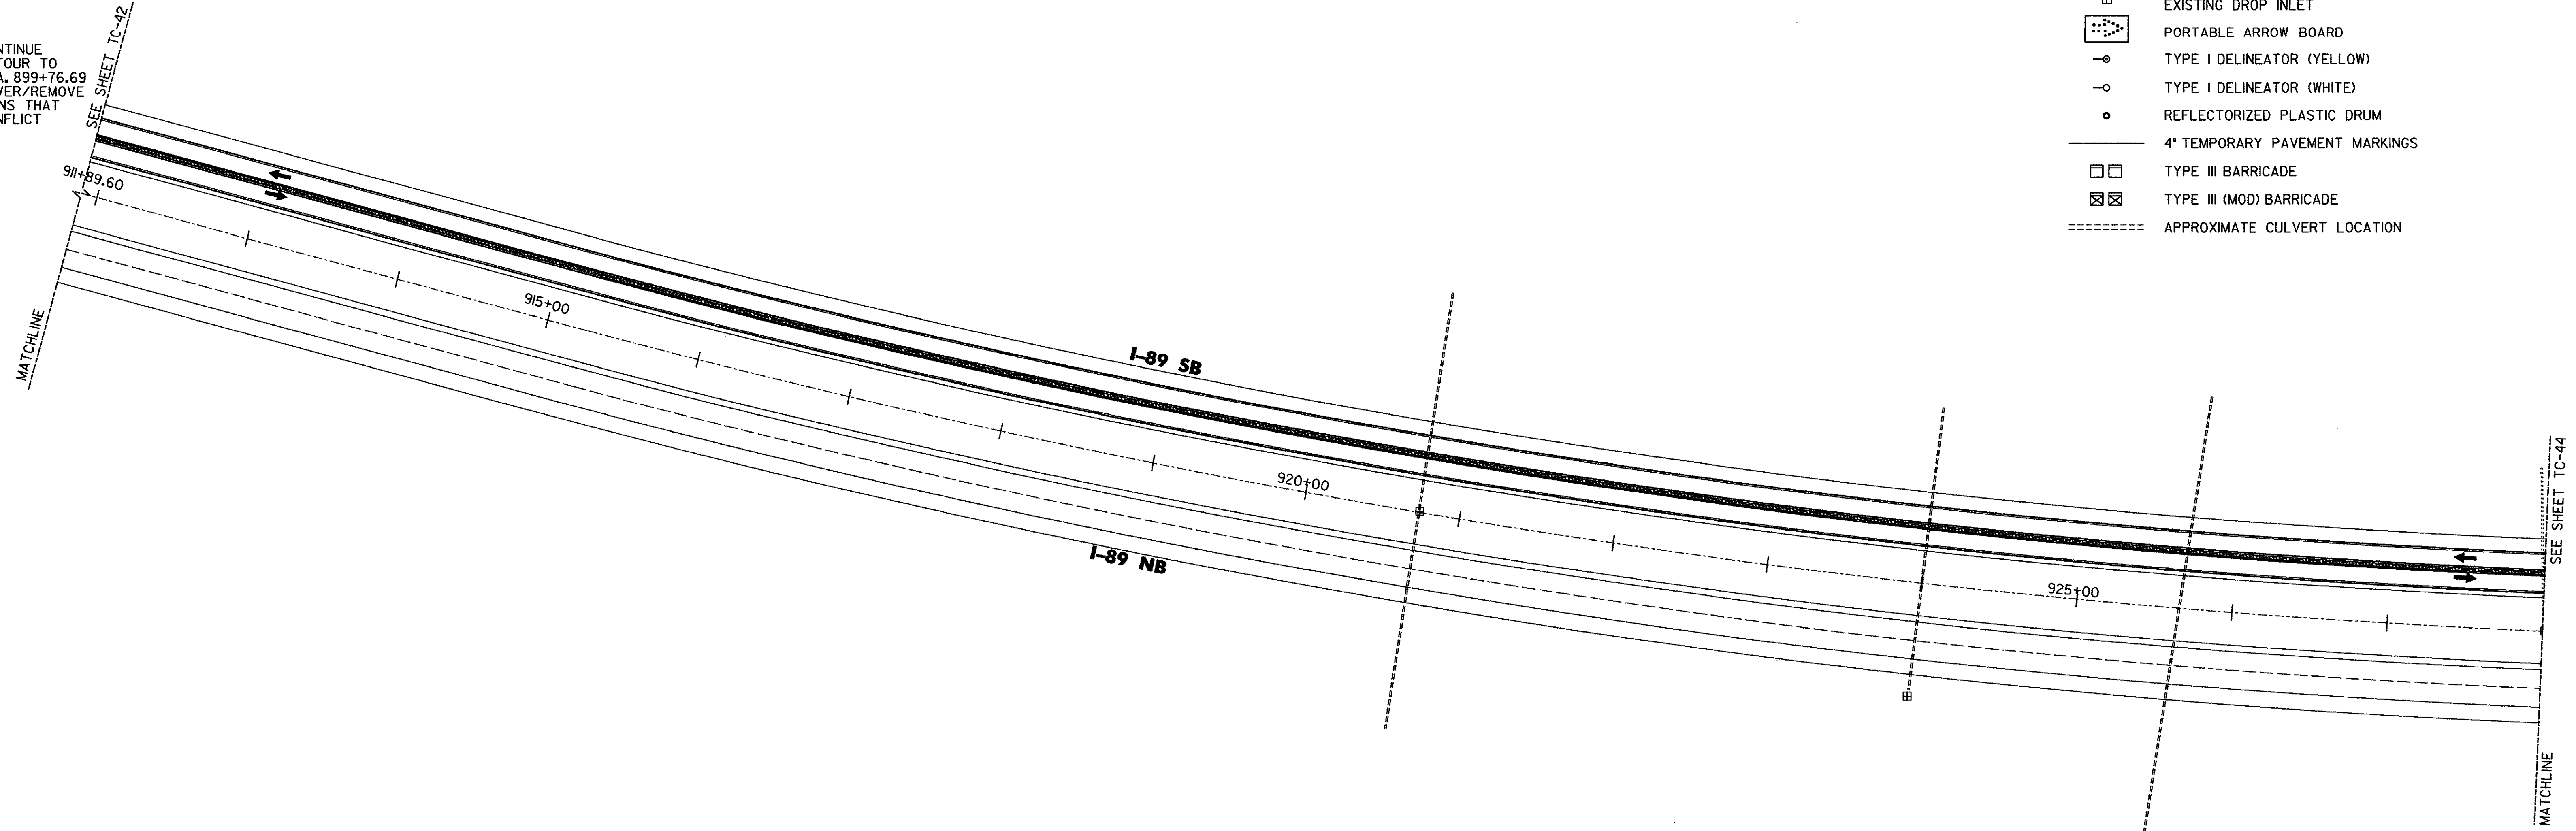 NTINUE
TOUR TO
A. 899+76.69
VER/REMOVE
NS THAT
NFLICT
SEE SHEET TC-42
911+89.60
MATCHLINE
915+00
I-89 SB
920+00
I-89 NB
925+00
SEE SHEET TC-44
MATCHLINE
EXISTING DROP INLET
PORTABLE ARROW BOARD
TYPE I DELINEATOR (YELLOW)
TYPE I DELINEATOR (WHITE)
REFLECTORIZED PLASTIC DRUM
4" TEMPORARY PAVEMENT MARKINGS
TYPE III BARRICADE
TYPE III (MOD) BARRICADE
APPROXIMATE CULVERT LOCATION